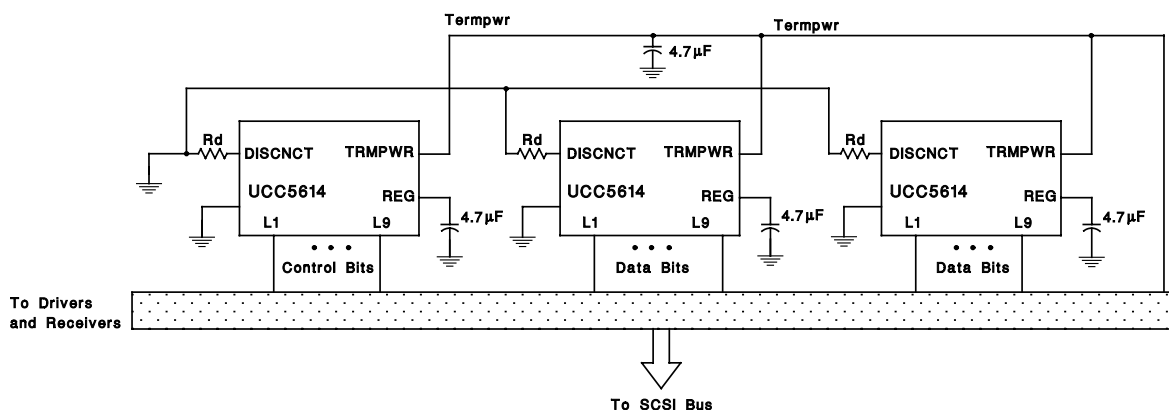 Termpwr
Termpwr
4.7µF
Rd
Rd
Rd
DISCNCT TRMPWR
UCC5614
REG
L1 L9
4.7µF
DISCNCT TRMPWR
UCC5614
REG
L1 L9
4.7µF
DISCNCT TRMPWR
UCC5614
REG
L1 L9
4.7µF
Control Bits
Data Bits
Data Bits
To Drivers
and Receivers
To SCSI Bus